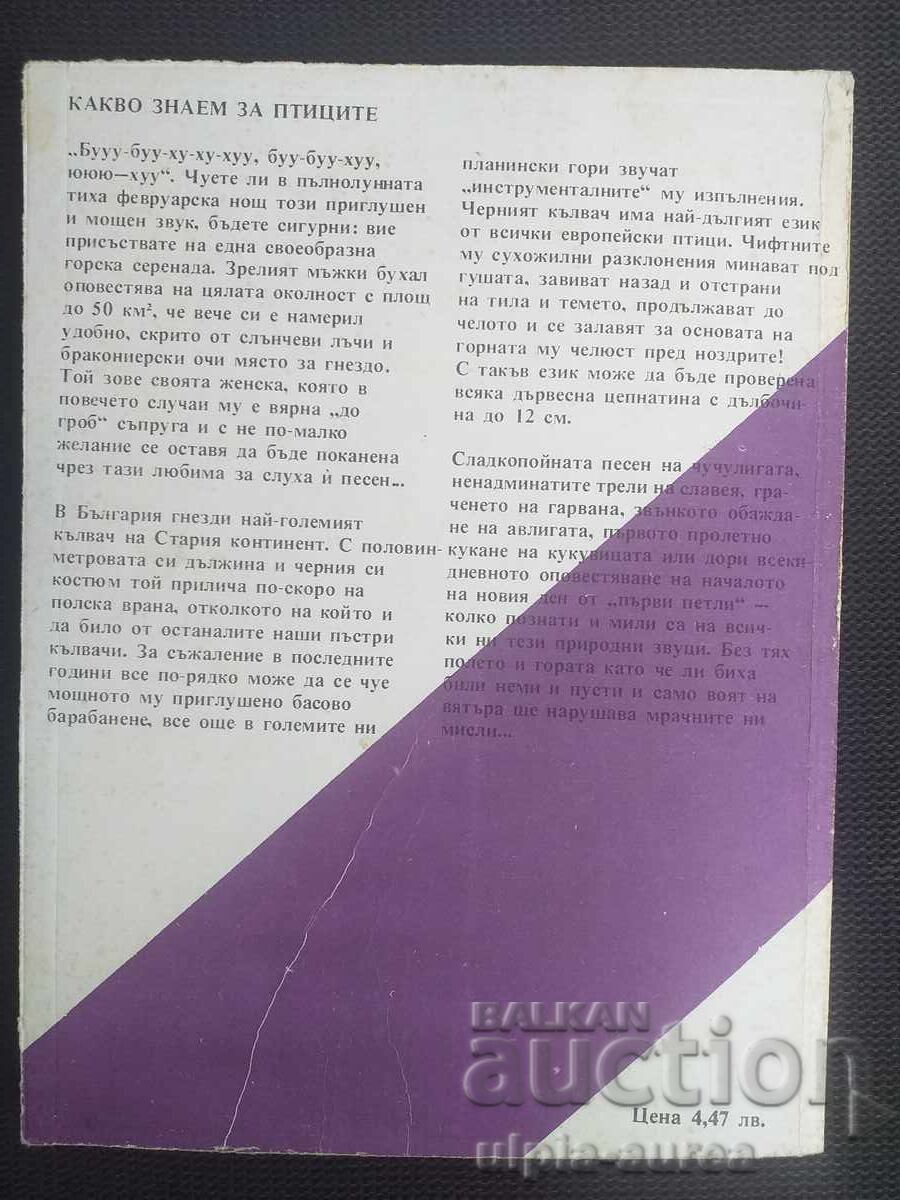 КАКВО ЗНАЕМ ЗА ПТИЦИТЕ
„Бууу-буу-ху-ху-хуу, буу-буу-хуу,
юююю—хуу“. Чуете ли в пълнолунната
тиха февруарска нощ този приглушен
и мощен звук, бъдете сигурни: вие
присъствате на една своеобразна
горска серенада. Зрелият мъжки бухал
оповестява на цялата околност с площ
до 50 км², че вече си е намерил
удобно, скрито от слънчеви лъчи и
бракониерски очи място за гнездо.
Той зове своята женска, която в
повечето случаи му е вярна „до
гроб“ съпруга и с не по-малко
желание се оставя да бъде поканена
чрез тази любима за слуха ѝ песен...
В България гнезди най-големият
кълвач на Стария континент. С половин-
метровата си дължина и черния си
костюм той прилича по-скоро на
полска врана, отколкото на който и
да било от останалите наши пъстри
кълвачи. За съжаление в последните
години все по-рядко може да се чуе
мощното му приглушено басово
барабанене, все още в големите ни
планински гори звучат
„инструменталните“ му изпълнения.
Черният кълвач има най-дългият език
от всички европейски птици. Чифтните
му сухожилни разклонения минават под
гушата, завиват назад и отстрани
на тила и темето, продължават до
челото и се залавят за основата на
горната му челюст пред ноздрите!
С такъв език може да бъде проверена
всяка дървесна цепнатина с дълбочи-
на до 12 см.
Сладкопойната песен на чучулигата,
ненадминатите трели на славея, гра-
ченето на гарвана, звънкото обажда-
не на авлигата, първото пролетно
кукане на кукувицата или дори всеки-
дневното оповестяване на началото
на новия ден от „първи петли“ —
колко познати и мили са на всич-
ки ни тези природни звуци. Без тях
полето и гората като че ли биха
били неми и пусти и само воят на
вятъра ще нарушава мрачните ни
мисли...
BALKAN
auction
Цена 4,47 лв.
ulpia-aurea